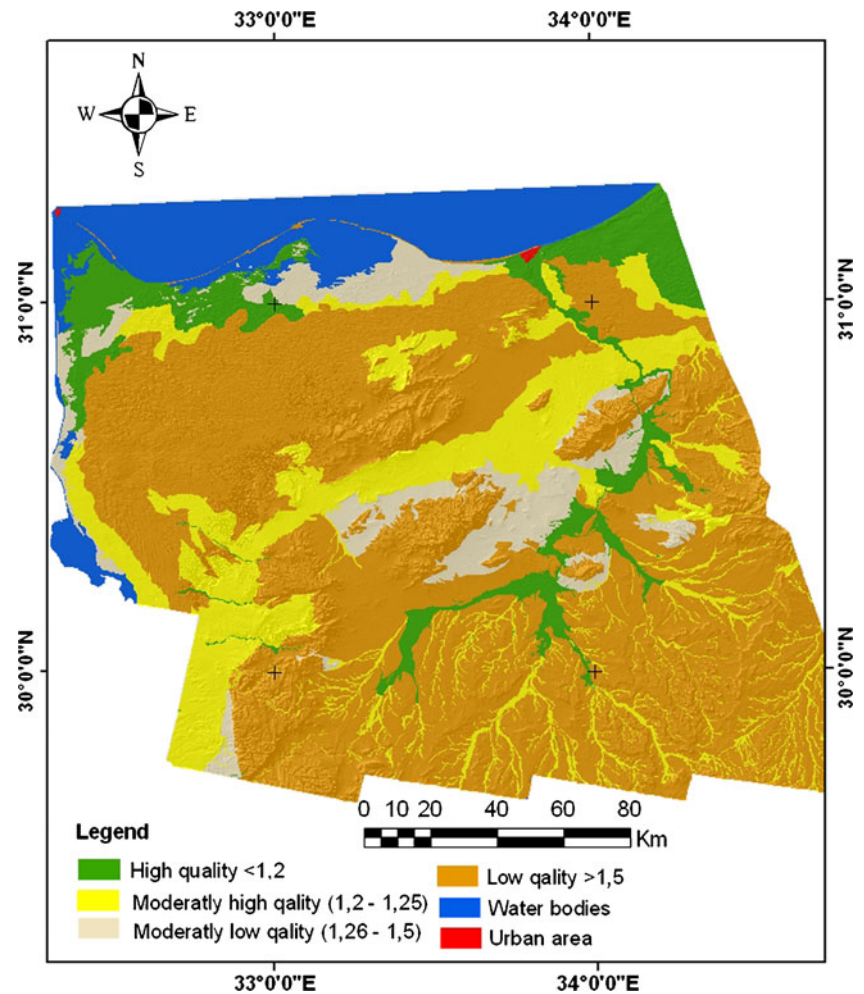 33°0'0"E 34°0'0"E
N
W E
S
31°0'0"N 31°0'0"N
30°0'0"N 30°0'0"N
0 10 20 40 60 80
Km
Legend
High quality <1,2
Moderatly high qality (1,2 - 1,25)
Moderatly low qality (1,26 - 1,5)
Low qality >1,5
Water bodies
Urban area
33°0'0"E 34°0'0"E